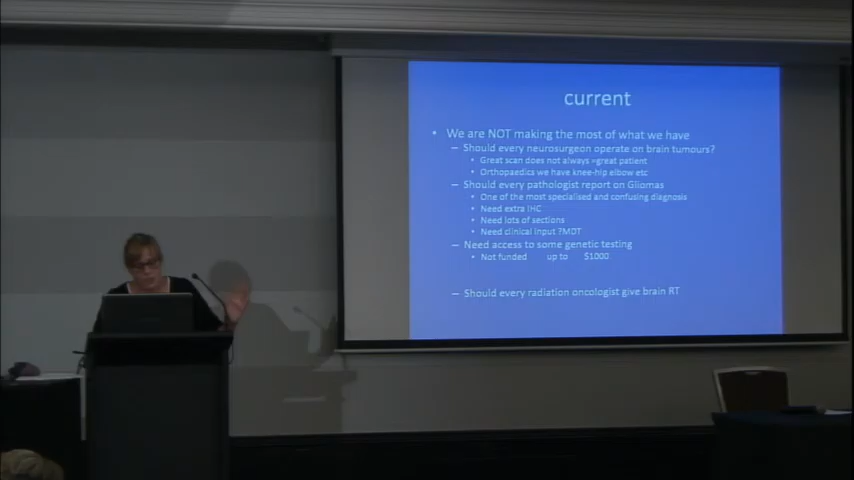 current
• We are NOT making the most of what we have
– Should every neurosurgeon operate on brain tumours?
• Great scan does not always =great patient
• Orthopaedics we have knee-hip elbow etc
– Should every pathologist report on Gliomas
• One of the most specialised and confusing diagnosis
• Need extra IHC
• Need lots of sections
• Need clinical input ?MDT
– Need access to some genetic testing
• Not funded up to $1000
– Should every radiation oncologist give brain RT